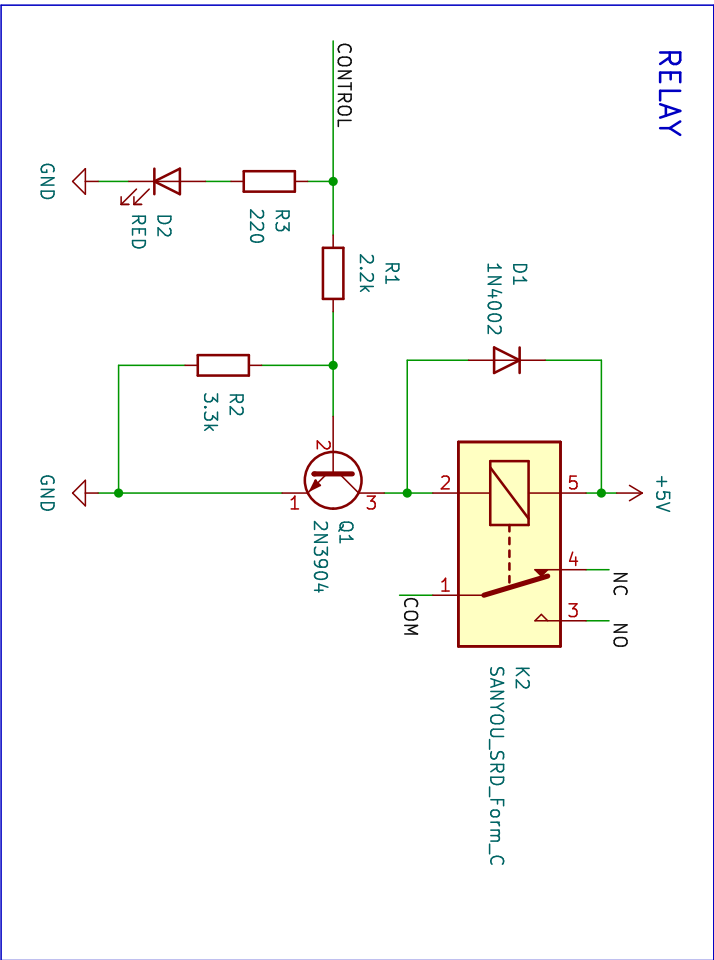 RELAY
+5V
NC
NO
D1
1N4002
5
4
3
K2
SANYOU_SRD_Form_C
2
1
COM
CONTROL
R1
2.2k
2
3
1
Q1
2N3904
R3
220
R2
3.3k
D2
RED
GND
GND